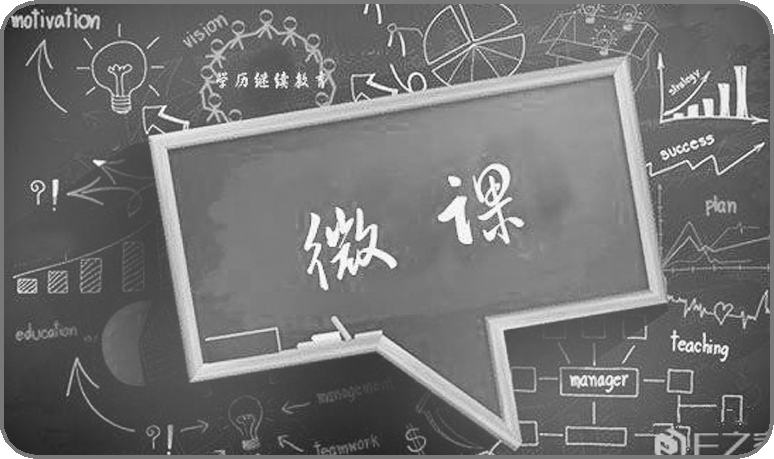 motivation
vision
学历继续教育
strategy
success
?!
微课
plan
education
teaching
manager
management
?!
teamwork
$